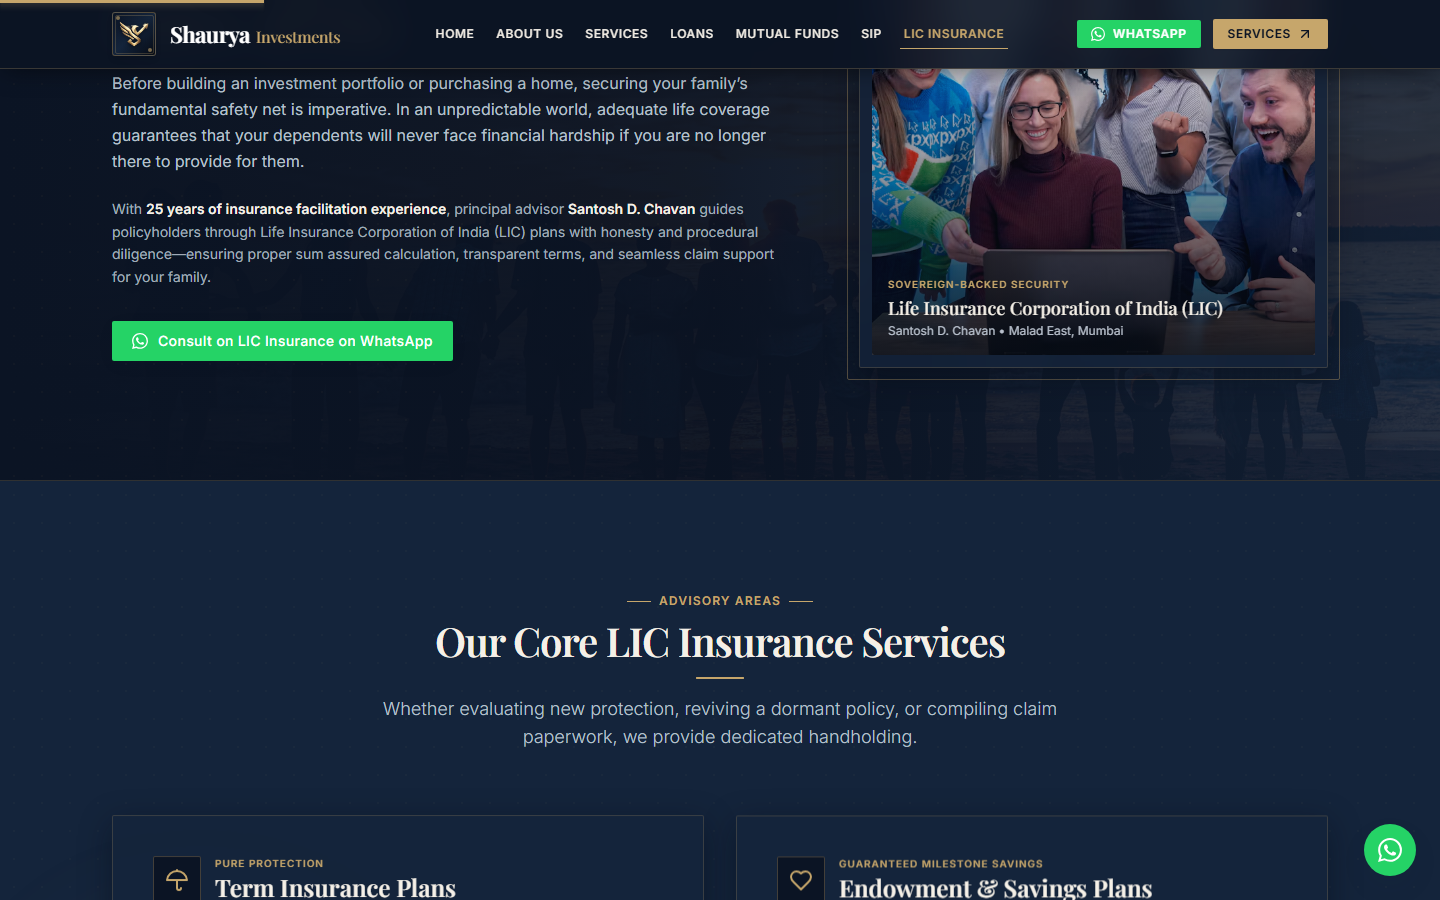 Shaurya Investments
HOME
ABOUT US
SERVICES
LOANS
MUTUAL FUNDS
SIP
LIC INSURANCE
WHATSAPP
SERVICES
Before building an investment portfolio or purchasing a home, securing your family’s
fundamental safety net is imperative. In an unpredictable world, adequate life coverage
guarantees that your dependents will never face financial hardship if you are no longer
there to provide for them.
With 25 years of insurance facilitation experience, principal advisor Santosh D. Chavan guides
policyholders through Life Insurance Corporation of India (LIC) plans with honesty and procedural
diligence—ensuring proper sum assured calculation, transparent terms, and seamless claim support
for your family.
Consult on LIC Insurance on WhatsApp
SOVEREIGN-BACKED SECURITY
Life Insurance Corporation of India (LIC)
Santosh D. Chavan • Malad East, Mumbai
ADVISORY AREAS
Our Core LIC Insurance Services
Whether evaluating new protection, reviving a dormant policy, or compiling claim
paperwork, we provide dedicated handholding.
PURE PROTECTION
Term Insurance Plans
GUARANTEED MILESTONE SAVINGS
Endowment & Savings Plans